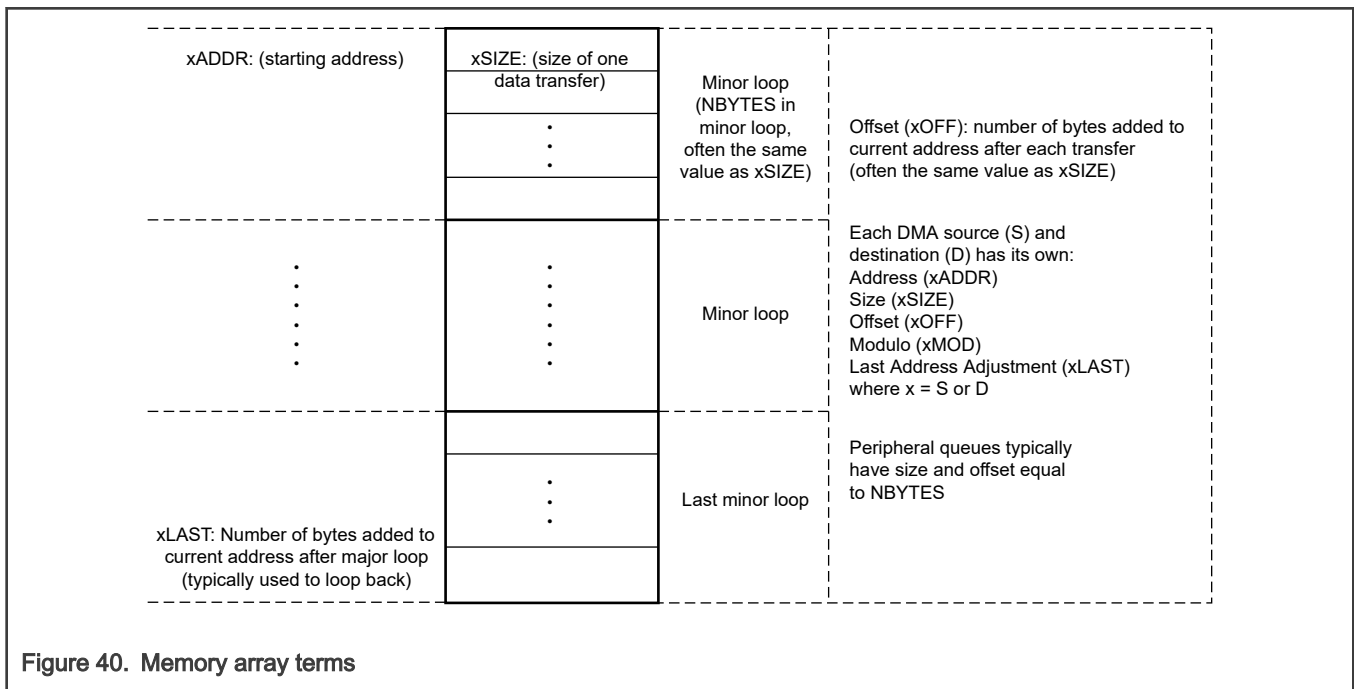 xADDR: (starting address)
xSIZE: (size of one
data transfer)
Minor loop
(NBYTES in
minor loop,
often the same
value as xSIZE)
Offset (xOFF): number of bytes added to
current address after each transfer
(often the same value as xSIZE)
Minor loop
Each DMA source (S) and
destination (D) has its own:
Address (xADDR)
Size (xSIZE)
Offset (xOFF)
Modulo (xMOD)
Last Address Adjustment (xLAST)
where x = S or D
xLAST: Number of bytes added to
current address after major loop
(typically used to loop back)
Last minor loop
Peripheral queues typically
have size and offset equal
to NBYTES
Figure 40. Memory array terms